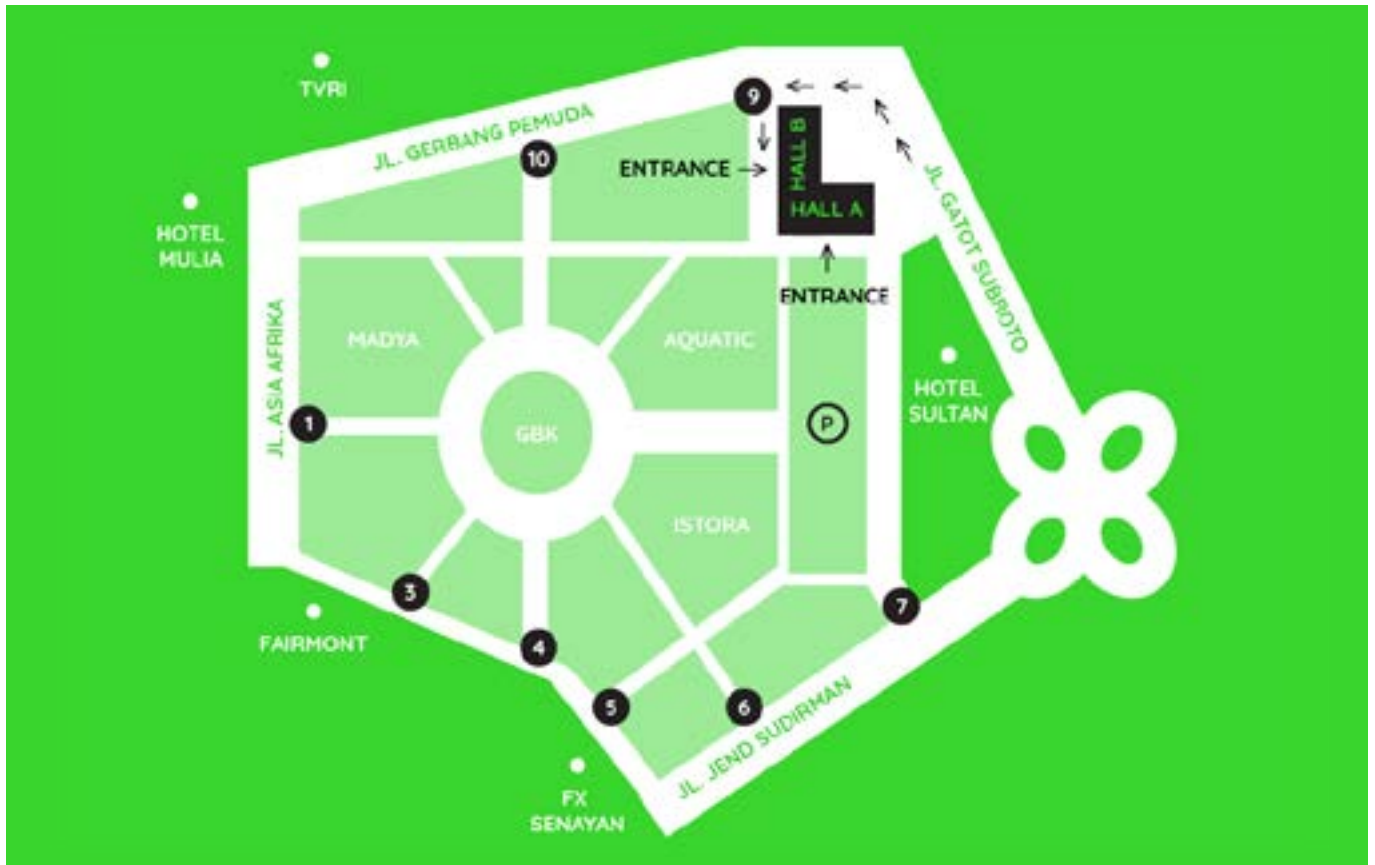 TVRI
9
JL. GERBANG PEMUDA
10
ENTRANCE
HALL B
HALL A
JL. GATOT SUBROTO
HOTEL
MULIA
ENTRANCE
MADYA
AQUATIC
JL. ASIA AFRIKA
HOTEL
SULTAN
1
GBK
P
ISTORA
3
7
FAIRMONT
4
5
6
JL. JEND SUDIRMAN
FX
SENAYAN